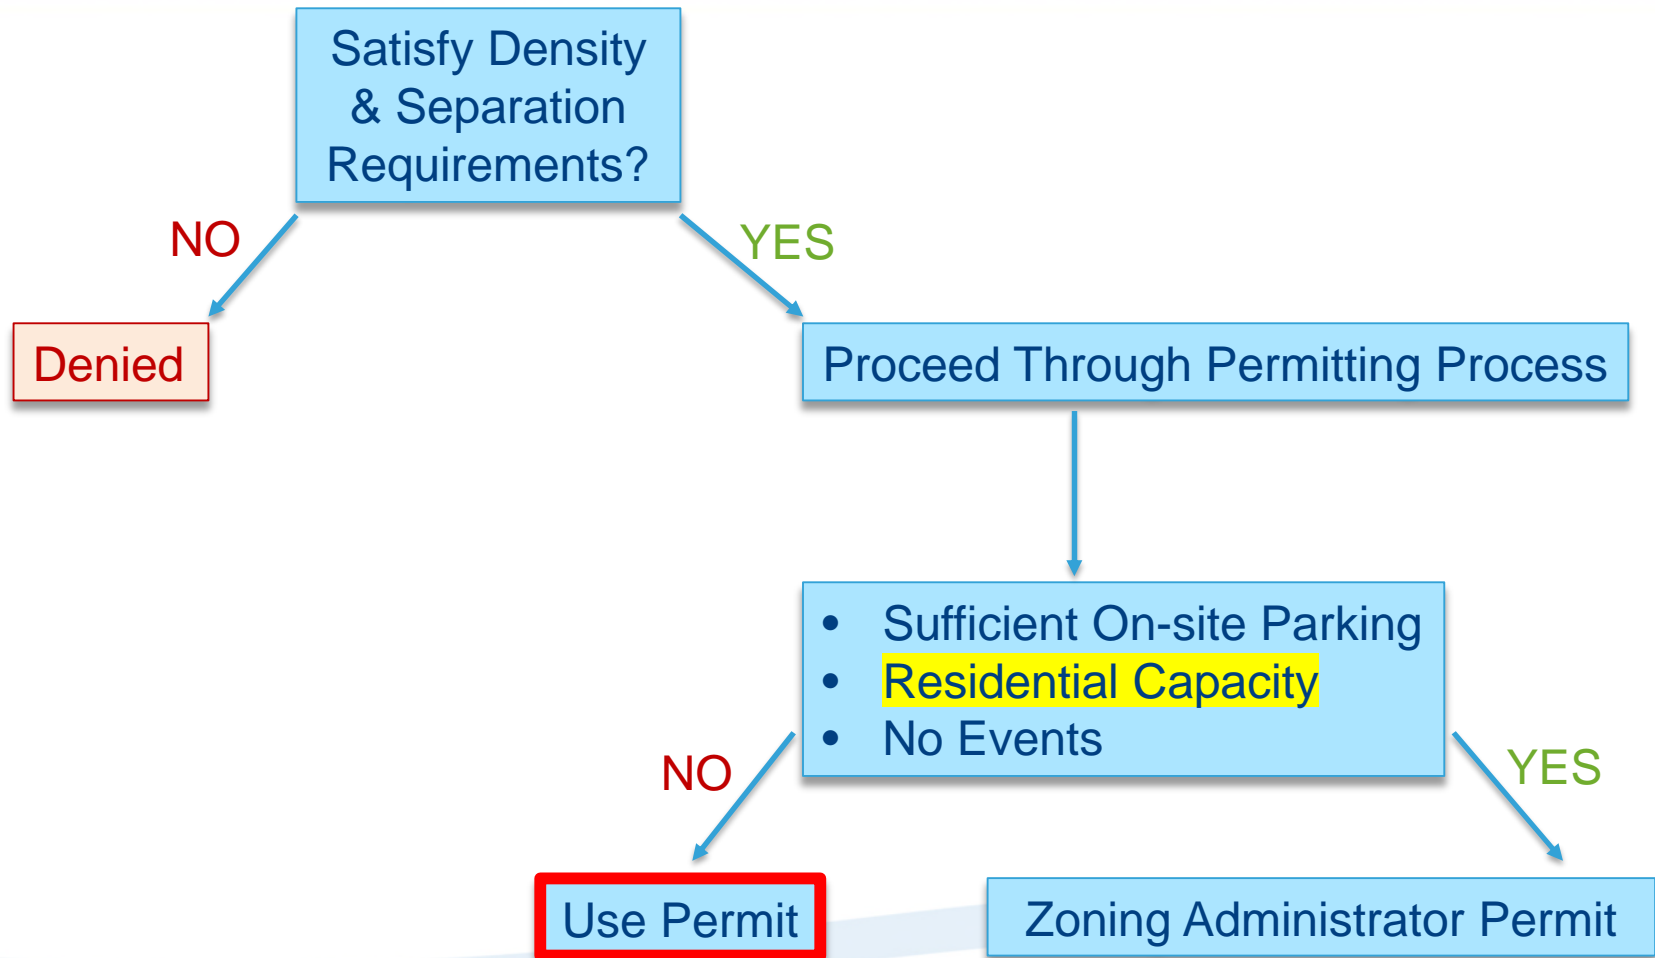 Satisfy Density
& Separation
Requirements?
NO
YES
Denied
Proceed Through Permitting Process
• Sufficient On-site Parking
• Residential Capacity
• No Events
NO
YES
Use Permit
Zoning Administrator Permit